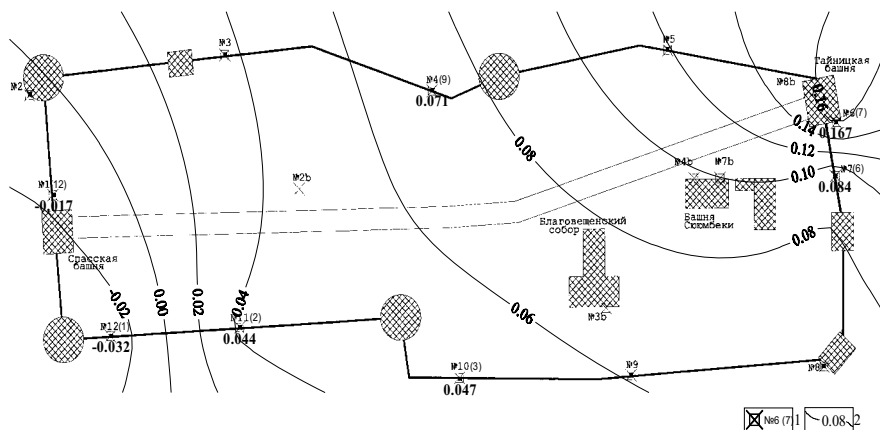 №3
№5
Тайницкая
башня
№2
№4(9)
0.071
№8b
0.16
№6(7)
0.167
0.14
0.12
0.08
№1(12)
-0.017
№2b
№4b
№7b
0.10
№7(6)
0.084
Благовещенский
собор
Башня
Сююмбеки
0.08
Спасская
башня
-0.02
0.00
0.02
0.04
0.06
№3b
№12(1)
-0.032
№11(2)
0.044
№10(3)
0.047
№9
№8
№6 (7) 1
0.08 2